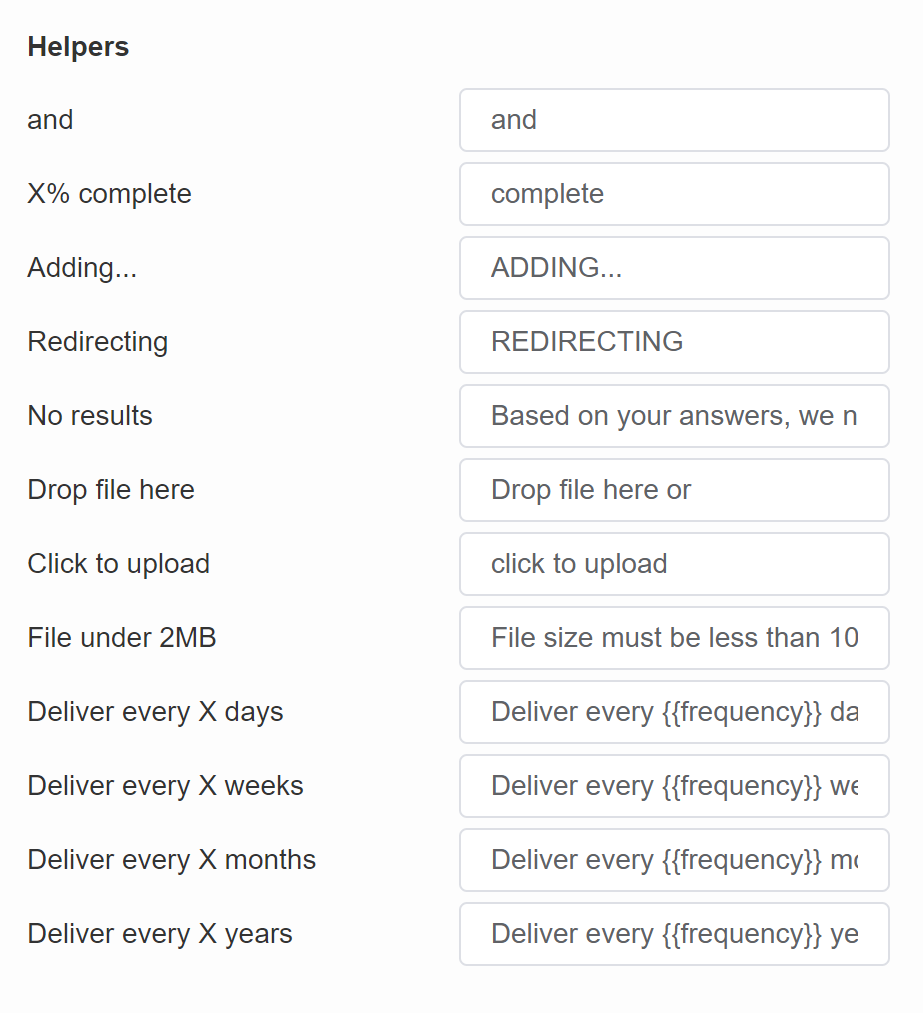 Helpers
and and
X% complete complete
Adding... ADDING...
Redirecting REDIRECTING
No results Based on your answers, we n
Drop file here Drop file here or
Click to upload click to upload
File under 2MB File size must be less than 10
Deliver every X days Deliver every {{frequency}} da
Deliver every X weeks Deliver every {{frequency}} we
Deliver every X months Deliver every {{frequency}} mo
Deliver every X years Deliver every {{frequency}} ye